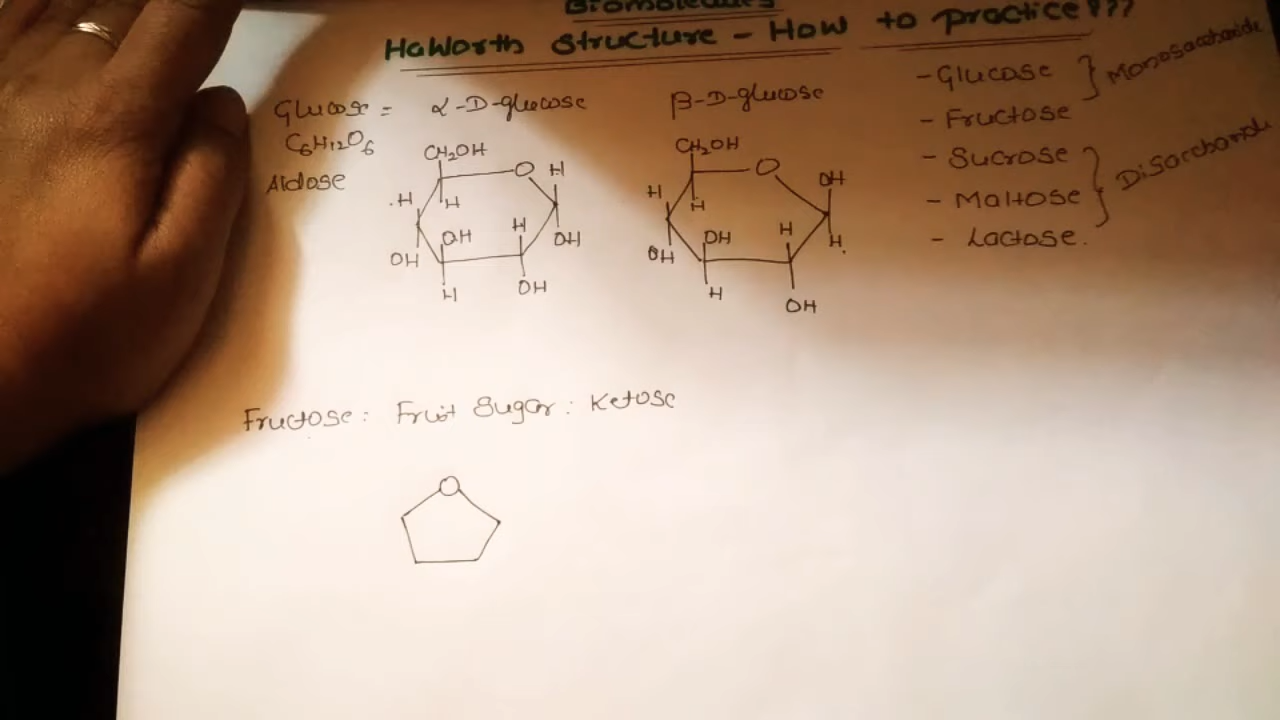 Biomolecules
Haworth Structure - How to practice???
Glucose = α-D-glucose
β-D-glucose
C6H12O6
Aldose
CH2OH
O
H
H
H
OH
H
OH
OH
H
OH
CH2OH
O
OH
H
H
OH
H
OH
H
H
OH
- Glucose } Monosaccharide
- Fructose
- Sucrose
- Maltose } Disaccharide
- Lactose.
Fructose: Fruit Sugar: Ketose
O